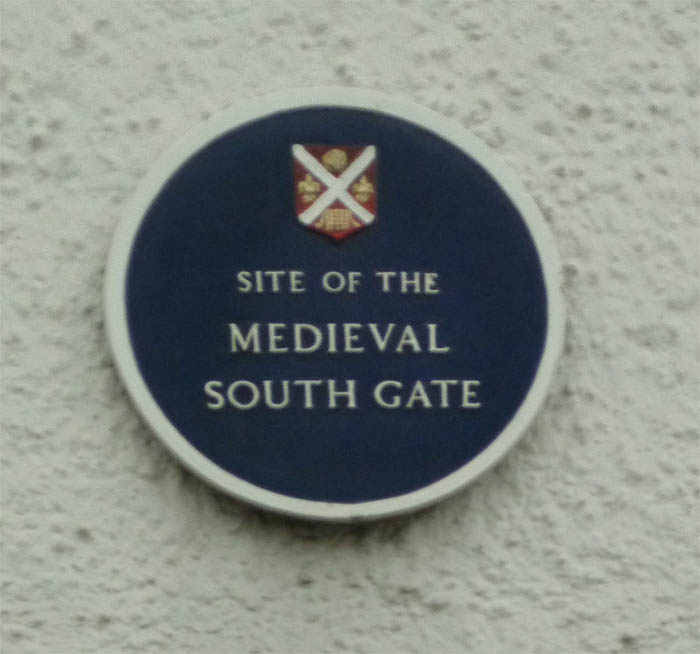 SITE OF THE
MEDIEVAL
SOUTH GATE